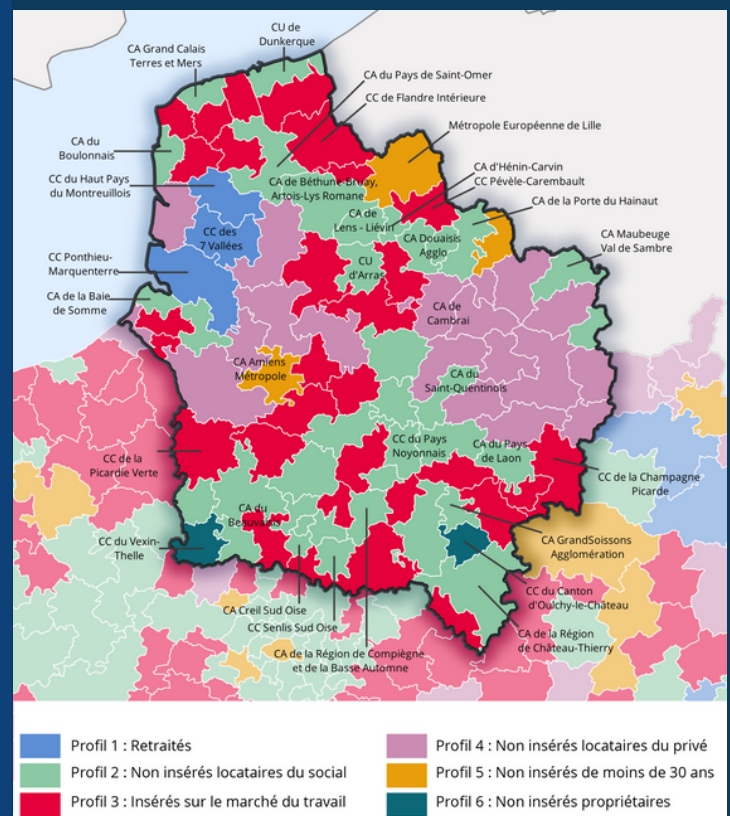 CU de
Dunkerque
CA Grand Calais
Terres et Mers
CA du Pays de Saint-Omer
CC de Flandre Intérieure
Métropole Européenne de Lille
CA du
Boulonnais
CA d'Hénin-Carvin
CC Pévèle-Carembault
CC du Haut Pays
du Montreuillois
CA de Béthune-Bruay,
Artois-Lys Romane
CA de la Porte du Hainaut
CA de
Lens - Liévin
CC des
7 Vallées
CA Douaisis
Agglo
CA Maubeuge
Val de Sambre
CC Ponthieu-
Marquenterre
CU
d'Arras
CA de la Baie
de Somme
CA de
Cambrai
CA Amiens
Métropole
CA du
Saint-Quentinois
CC de la
Picardie Verte
CC du Pays
Noyonnais
CA du Pays
de Laon
CC de la Champagne
Picarde
CA du
Beauvaisis
CC du Vexin-
Thelle
CA GrandSoissons
Agglomération
CC du Canton
d'Oulchy-le-Château
CA Creil Sud Oise
CC Senlis Sud Oise
CA de la Région
de Château-Thierry
CA de la Région de Compiègne
et de la Basse Automne
Profil 1 : Retraités
Profil 2 : Non insérés locataires du social
Profil 3 : Insérés sur le marché du travail
Profil 4 : Non insérés locataires du privé
Profil 5 : Non insérés de moins de 30 ans
Profil 6 : Non insérés propriétaires